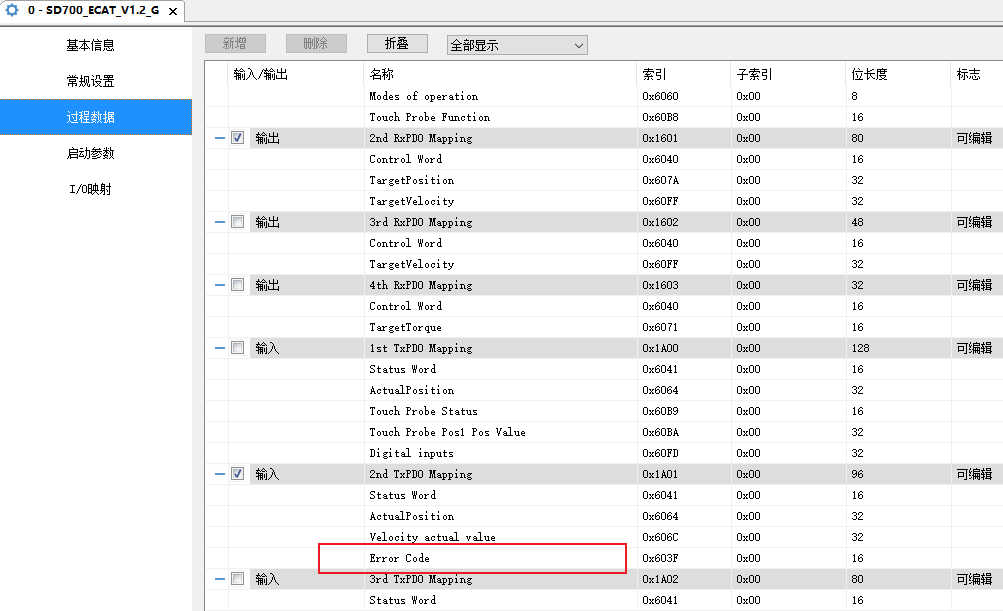 0 - SD700_ECAT_V1.2_G ×
基本信息
常规设置
过程数据
启动参数
I/O映射
新增 删除 折叠 全部显示
输入/输出 名称 索引 子索引 位长度 标志
Modes of operation 0x6060 0x00 8
Touch Probe Function 0x60B8 0x00 16
输出 2nd RxPDO Mapping 0x1601 0x00 80 可编辑
Control Word 0x6040 0x00 16
TargetPosition 0x607A 0x00 32
TargetVelocity 0x60FF 0x00 32
输出 3rd RxPDO Mapping 0x1602 0x00 48 可编辑
Control Word 0x6040 0x00 16
TargetVelocity 0x60FF 0x00 32
输出 4th RxPDO Mapping 0x1603 0x00 32 可编辑
Control Word 0x6040 0x00 16
TargetTorque 0x6071 0x00 16
输入 1st TxPDO Mapping 0x1A00 0x00 128 可编辑
Status Word 0x6041 0x00 16
ActualPosition 0x6064 0x00 32
Touch Probe Status 0x60B9 0x00 16
Touch Probe Pos1 Pos Value 0x60BA 0x00 32
Digital inputs 0x60FD 0x00 32
输入 2nd TxPDO Mapping 0x1A01 0x00 96 可编辑
Status Word 0x6041 0x00 16
ActualPosition 0x6064 0x00 32
Velocity actual value 0x606C 0x00 32
Error Code 0x603F 0x00 16
输入 3rd TxPDO Mapping 0x1A02 0x00 80 可编辑
Status Word 0x6041 0x00 16